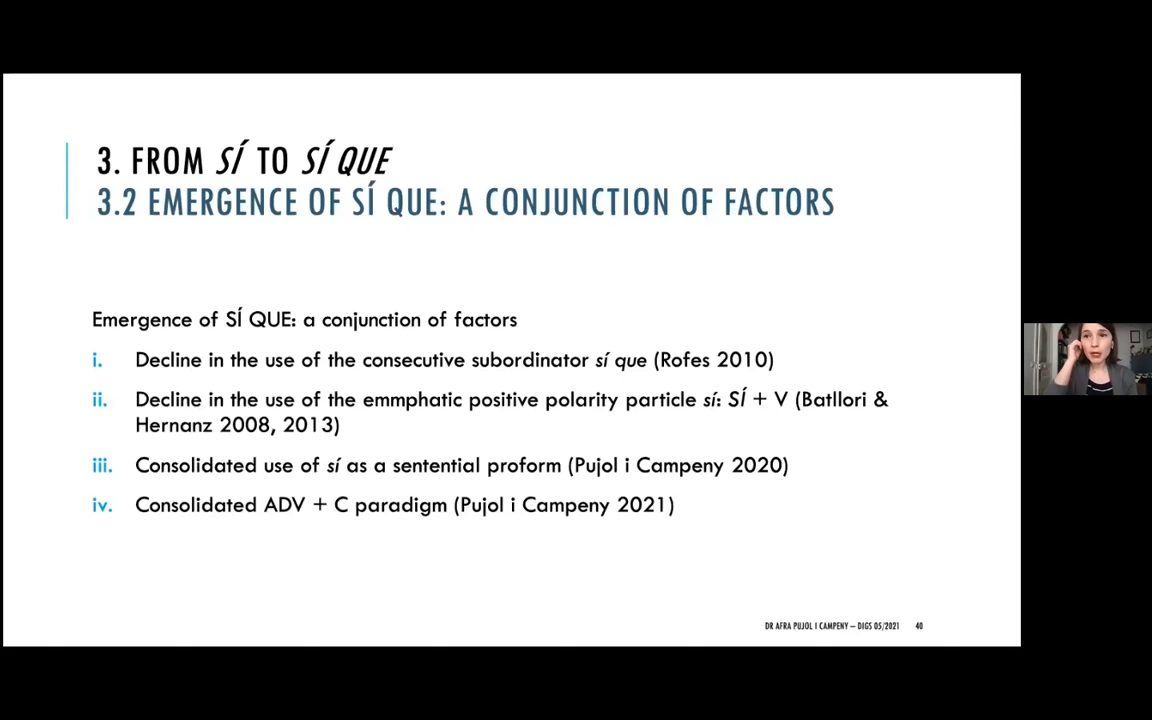 3. FROM SÍ TO SÍ QUE
3.2 EMERGENCE OF SÍ QUE: A CONJUNCTION OF FACTORS
Emergence of SÍ QUE: a conjunction of factors
i. Decline in the use of the consecutive subordinator sí que (Rofes 2010)
ii. Decline in the use of the emmphatic positive polarity particle sí: SÍ + V (Batllori &
Hernanz 2008, 2013)
iii. Consolidated use of sí as a sentential proform (Pujol i Campeny 2020)
iv. Consolidated ADV + C paradigm (Pujol i Campeny 2021)
DR AFRA PUJOL I CAMPENY – DIGS 05/2021 40